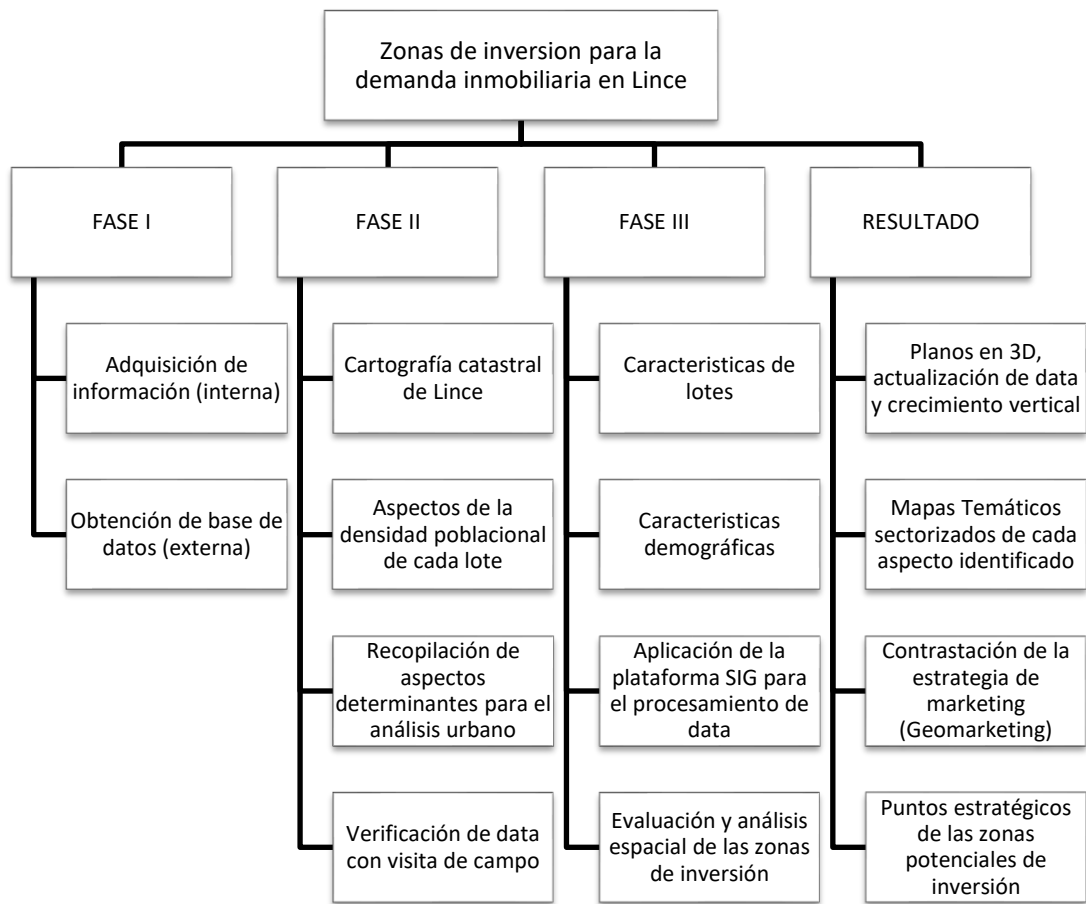 Zonas de inversion para la
demanda inmobiliaria en Lince
FASE I
FASE II
FASE III
RESULTADO
Adquisición de
información (interna)
Obtención de base de
datos (externa)
Cartografía catastral
de Lince
Aspectos de la
densidad poblacional
de cada lote
Recopilación de
aspectos
determinantes para el
análisis urbano
Verificación de data
con visita de campo
Caracteristicas de
lotes
Caracteristicas
demográficas
Aplicación de la
plataforma SIG para
el procesamiento de
data
Evaluación y análisis
espacial de las zonas
de inversión
Planos en 3D,
actualización de data
y crecimiento vertical
Mapas Temáticos
sectorizados de cada
aspecto identificado
Contrastación de la
estrategia de
marketing
(Geomarketing)
Puntos estratégicos
de las zonas
potenciales de
inversión